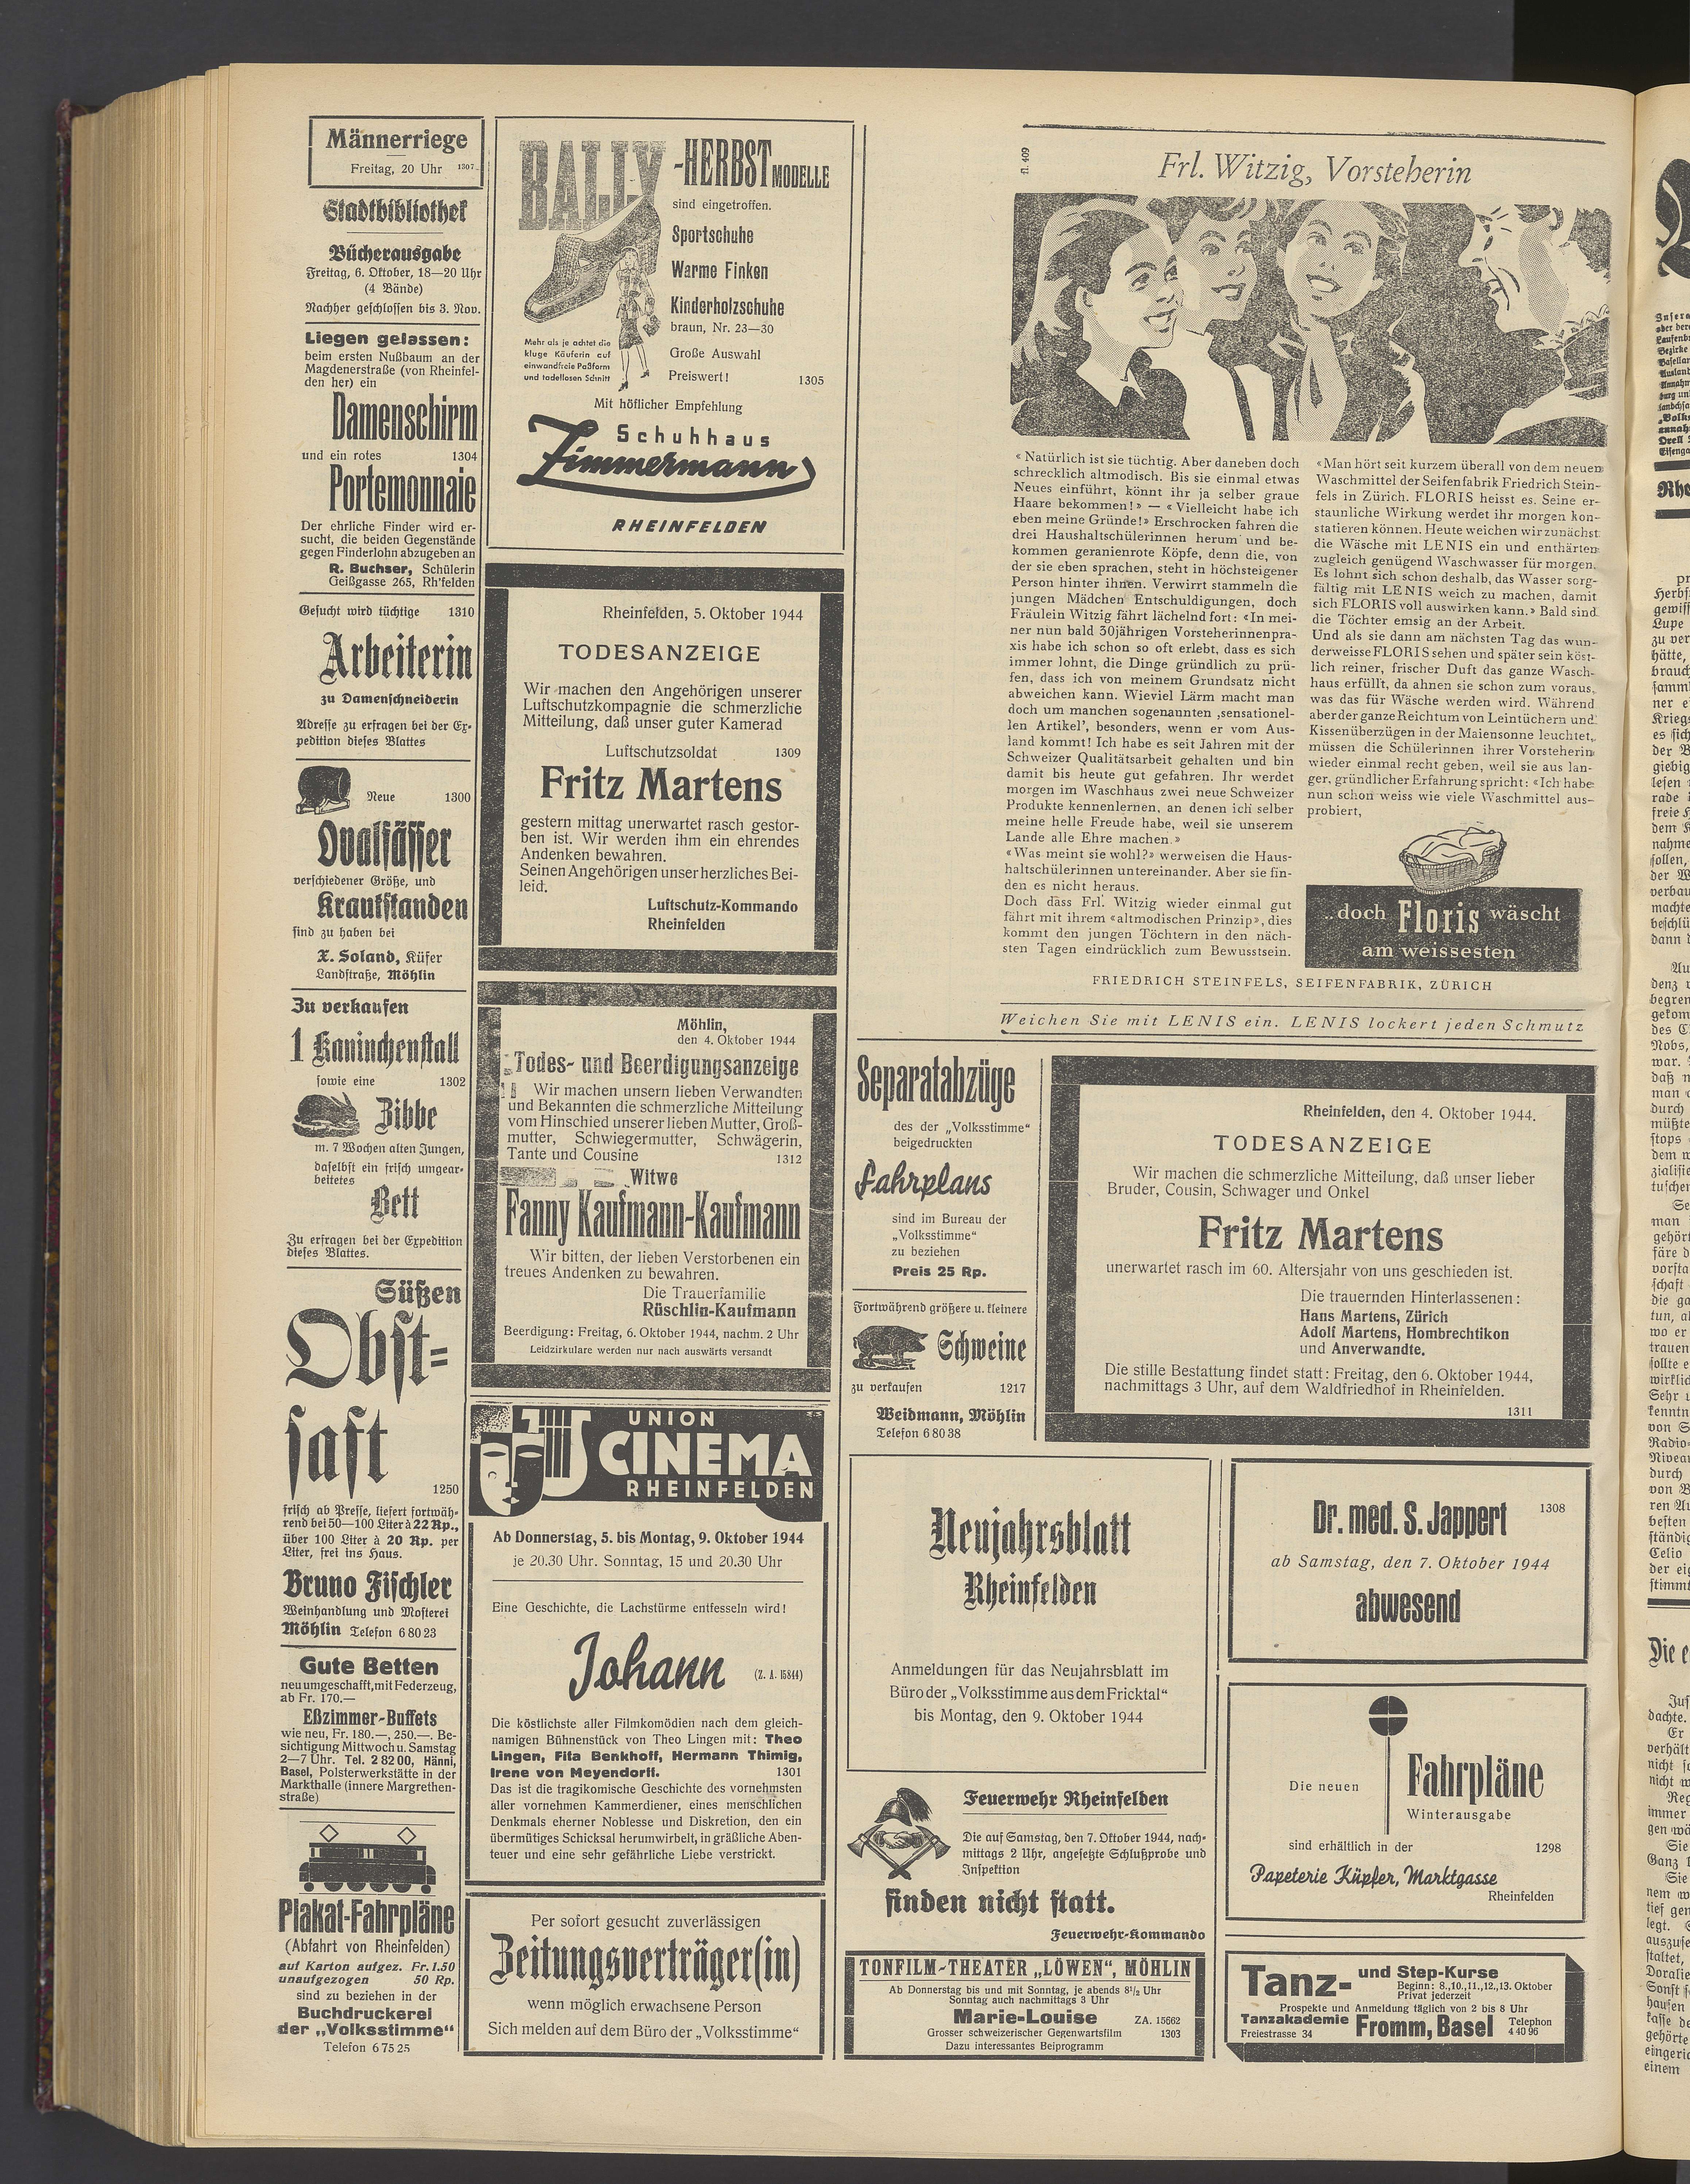 Männerriege
Freitag, 20 Uhr 1307
Stadtbibliothek
Bücherausgabe
Freitag, 6. Oktober, 18—20 Uhr
(4 Bände)
Nachher geschlossen bis 3. Nov.
Liegen gelassen:
beim ersten Nußbaum an der
Magdenerstraße (von Rheinfel-
den her) ein
Damenschirm
und ein rotes 1304
Portemonnaie
Der ehrliche Finder wird er-
sucht, die beiden Gegenstände
gegen Finderlohn abzugeben an
R. Buchser, Schülerin
Geißgasse 265, Rh'felden
Gesucht wird tüchtige 1310
Arbeiterin
zu Damenschneiderin
Adresse zu erfragen bei der Ex-
pedition dieses Blattes
Neue 1300
Ovalfässer
verschiedener Größe, und
Krautstanden
sind zu haben bei
X. Soland, Küfer
Landstraße, Möhlin
Zu verkaufen
1 Kaninchenstall
sowie eine 1302
Zibbe
m. 7 Wochen alten Jungen,
daselbst ein frisch umgear-
beitetes
Bett
Zu erfragen bei der Expedition
dieses Blattes.
Süßen
Obst-
saft
1250
frisch ab Presse, liefert fortwäh-
rend bei 50—100 Liter à 22 Rp.,
über 100 Liter à 20 Rp. per
Liter, frei ins Haus.
Bruno Fischler
Weinhandlung und Mosterei
Möhlin Telefon 6 80 23
Gute Betten
neu umgeschafft, mit Federzeug,
ab Fr. 170.—
Eßzimmer-Buffets
wie neu, Fr. 180.—, 250.—. Be-
sichtigung Mittwoch u. Samstag
2—7 Uhr. Tel. 2 82 00, Hänni,
Basel, Polsterwerkstätte in der
Markthalle (innere Margrethen-
straße)
Plakat-Fahrpläne
(Abfahrt von Rheinfelden)
auf Karton aufgez. Fr. 1.50
unaufgezogen 50 Rp.
sind zu beziehen in der
Buchdruckerei
der „Volksstimme“
Telefon 6 75 25
BALLY-HERBST MODELLE
sind eingetroffen.
Sportschuhe
Warme Finken
Kinderholzschuhe
braun, Nr. 23—30
Große Auswahl
Preiswert! 1305
Mehr als je achtet die
kluge Käuferin auf
einwandfreie Paßform
und tadellosen Schnitt
Mit höflicher Empfehlung
Schuhhaus
Zimmermann
RHEINFELDEN
Rheinfelden, 5. Oktober 1944
TODESANZEIGE
Wir machen den Angehörigen unserer
Luftschutzkompagnie die schmerzliche
Mitteilung, daß unser guter Kamerad
Luftschutzsoldat 1309
Fritz Martens
gestern mittag unerwartet rasch gestor-
ben ist. Wir werden ihm ein ehrendes
Andenken bewahren.
Seinen Angehörigen unser herzliches Bei-
leid.
Luftschutz-Kommando
Rheinfelden
Möhlin,
den 4. Oktober 1944
Todes- und Beerdigungsanzeige
Wir machen unsern lieben Verwandten
und Bekannten die schmerzliche Mitteilung
vom Hinschied unserer lieben Mutter, Groß-
mutter, Schwiegermutter, Schwägerin,
Tante und Cousine 1312
Witwe
Fanny Kaufmann-Kaufmann
Wir bitten, der lieben Verstorbenen ein
treues Andenken zu bewahren.
Die Trauerfamilie
Rüschlin-Kaufmann
Beerdigung: Freitag, 6. Oktober 1944, nachm. 2 Uhr
Leidzirkulare werden nur nach auswärts versandt
UNION
CINEMA
RHEINFELDEN
Ab Donnerstag, 5. bis Montag, 9. Oktober 1944
je 20.30 Uhr. Sonntag, 15 und 20.30 Uhr
Eine Geschichte, die Lachstürme entfesseln wird!
Johann (Z. A. 15844)
Die köstlichste aller Filmkomödien nach dem gleich-
namigen Bühnenstück von Theo Lingen mit: Theo
Lingen, Fita Benkhoff, Hermann Thimig,
Irene von Meyendorff. 1301
Das ist die tragikomische Geschichte des vornehmsten
aller vornehmen Kammerdiener, eines menschlichen
Denkmals eherner Noblesse und Diskretion, den ein
übermütiges Schicksal herumwirbelt, in gräßliche Aben-
teuer und eine sehr gefährliche Liebe verstrickt.
Per sofort gesucht zuverlässigen
Zeitungsverträger(in)
wenn möglich erwachsene Person
Sich melden auf dem Büro der „Volksstimme“
fl. 409
Frl. Witzig, Vorsteherin
« Natürlich ist sie tüchtig. Aber daneben doch
schrecklich altmodisch. Bis sie einmal etwas
Neues einführt, könnt ihr ja selber graue
Haare bekommen! » — « Vielleicht habe ich
eben meine Gründe!» Erschrocken fahren die
drei Haushaltschülerinnen herum und be-
kommen geranienrote Köpfe, denn die, von
der sie eben sprachen, steht in höchsteigener
Person hinter ihnen. Verwirrt stammeln die
jungen Mädchen Entschuldigungen, doch
Fräulein Witzig fährt lächelnd fort: «In mei-
ner nun bald 30jährigen Vorsteherinnenpra-
xis habe ich schon so oft erlebt, dass es sich
immer lohnt, die Dinge gründlich zu prü-
fen, dass ich von meinem Grundsatz nicht
abweichen kann. Wieviel Lärm macht man
doch um manchen sogenannten ‚sensationel-
len Artikel’, besonders, wenn er vom Aus-
land kommt! Ich habe es seit Jahren mit der
Schweizer Qualitätsarbeit gehalten und bin
damit bis heute gut gefahren. Ihr werdet
morgen im Waschhaus zwei neue Schweizer
Produkte kennenlernen, an denen ich selber
meine helle Freude habe, weil sie unserem
Lande alle Ehre machen.»
«Was meint sie wohl?» werweisen die Haus-
haltschülerinnen untereinander. Aber sie fin-
den es nicht heraus.
Doch dass Frl. Witzig wieder einmal gut
fährt mit ihrem «altmodischen Prinzip», dies
kommt den jungen Töchtern in den näch-
sten Tagen eindrücklich zum Bewusstsein.
«Man hört seit kurzem überall von dem neuen
Waschmittel der Seifenfabrik Friedrich Stein-
fels in Zürich. FLORIS heisst es. Seine er-
staunliche Wirkung werdet ihr morgen kon-
statieren können. Heute weichen wir zunächst
die Wäsche mit LENIS ein und enthärten
zugleich genügend Waschwasser für morgen.
Es lohnt sich schon deshalb, das Wasser sorg-
fältig mit LENIS weich zu machen, damit
sich FLORIS voll auswirken kann.» Bald sind
die Töchter emsig an der Arbeit.
Und als sie dann am nächsten Tag das wun-
derweisse FLORIS sehen und später sein köst-
lich reiner, frischer Duft das ganze Wasch-
haus erfüllt, da ahnen sie schon zum voraus,
was das für Wäsche werden wird. Während
aber der ganze Reichtum von Leintüchern und
Kissenüberzügen in der Maiensonne leuchtet,
müssen die Schülerinnen ihrer Vorsteherin
wieder einmal recht geben, weil sie aus lan-
ger, gründlicher Erfahrung spricht: «Ich habe
nun schon weiss wie viele Waschmittel aus-
probiert,
..doch Floris wäscht
am weissesten
FRIEDRICH STEINFELS, SEIFENFABRIK, ZÜRICH
Weichen Sie mit LENIS ein. LENIS lockert jeden Schmutz
Separatabzüge
des der „Volksstimme“
beigedruckten
Fahrplans
sind im Bureau der
„Volksstimme“
zu beziehen
Preis 25 Rp.
Fortwährend größere u. kleinere
Schweine
zu verkaufen 1217
Weidmann, Möhlin
Telefon 6 80 38
Rheinfelden, den 4. Oktober 1944.
TODESANZEIGE
Wir machen die schmerzliche Mitteilung, daß unser lieber
Bruder, Cousin, Schwager und Onkel
Fritz Martens
unerwartet rasch im 60. Altersjahr von uns geschieden ist.
Die trauernden Hinterlassenen:
Hans Martens, Zürich
Adolf Martens, Hombrechtikon
und Anverwandte.
Die stille Bestattung findet statt: Freitag, den 6. Oktober 1944,
nachmittags 3 Uhr, auf dem Waldfriedhof in Rheinfelden.
1311
Neujahrsblatt
Rheinfelden
Anmeldungen für das Neujahrsblatt im
Büro der „Volksstimme aus dem Fricktal“
bis Montag, den 9. Oktober 1944
Feuerwehr Rheinfelden
Die auf Samstag, den 7. Oktober 1944, nach-
mittags 2 Uhr, angesetzte Schlußprobe und
Inspektion
finden nicht statt.
Feuerwehr-Kommando
TONFILM-THEATER „LÖWEN“, MÖHLIN
Ab Donnerstag bis und mit Sonntag, je abends 8½ Uhr
Sonntag auch nachmittags 3 Uhr
Marie-Louise ZA. 15662
Grosser schweizerischer Gegenwartsfilm 1303
Dazu interessantes Beiprogramm
Dr. med. S. Jappert 1308
ab Samstag, den 7. Oktober 1944
abwesend
Die neuen Fahrpläne
Winterausgabe
sind erhältlich in der 1298
Papeterie Küpfer, Marktgasse
Rheinfelden
Tanz- und Step-Kurse
Beginn: 8.,10.,11.,12.,13. Oktober
Privat jederzeit
Prospekte und Anmeldung täglich von 2 bis 8 Uhr
Tanzakademie Fromm, Basel Telephon
Freiestrasse 34 4 40 96